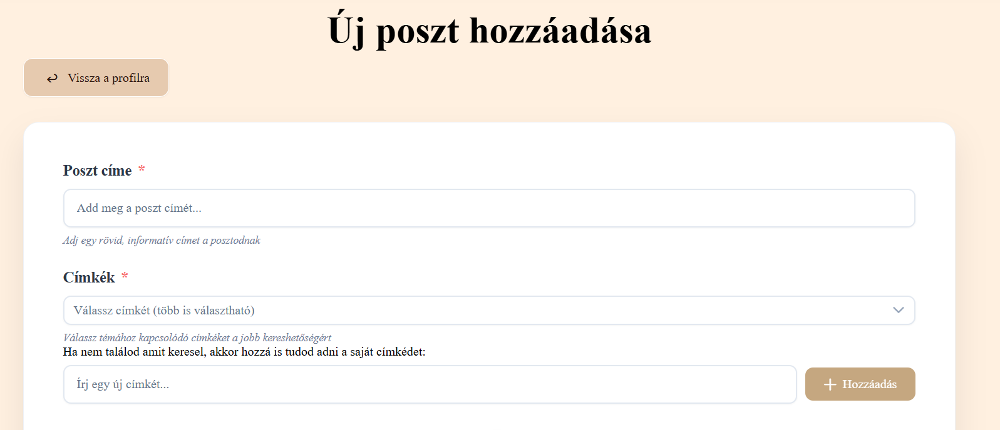 Új poszt hozzáadása
Vissza a profilra
Poszt címe *
Add meg a poszt címét...
Adj egy rövid, informatív címet a posztodnak
Címkék *
Válassz címkét (több is választható)
Válassz témához kapcsolódó címkéket a jobb kereshetőségért
Ha nem találod amit keresel, akkor hozzá is tudod adni a saját címkédet:
Írj egy új címkét...
Hozzáadás